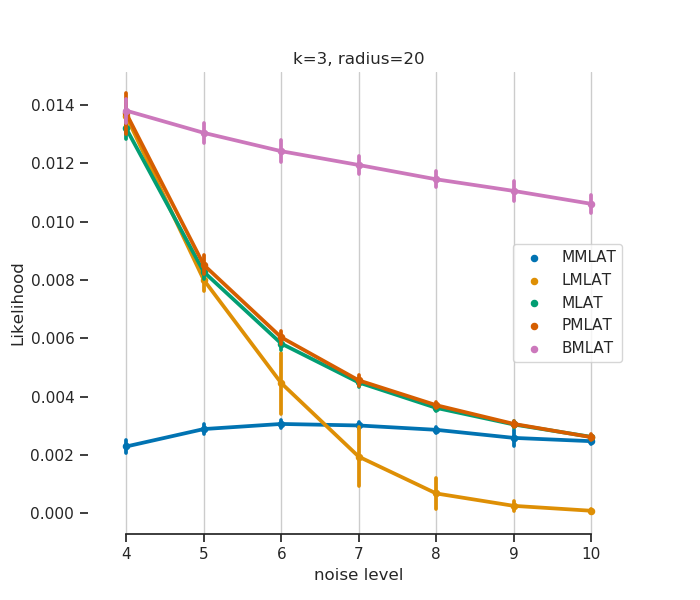 k=3, radius=20
Likelihood
0.014
0.012
0.010
0.008
0.006
0.004
0.002
0.000
MMLAT
LMLAT
MLAT
PMLAT
BMLAT
4 5 6 7 8 9 10
noise level